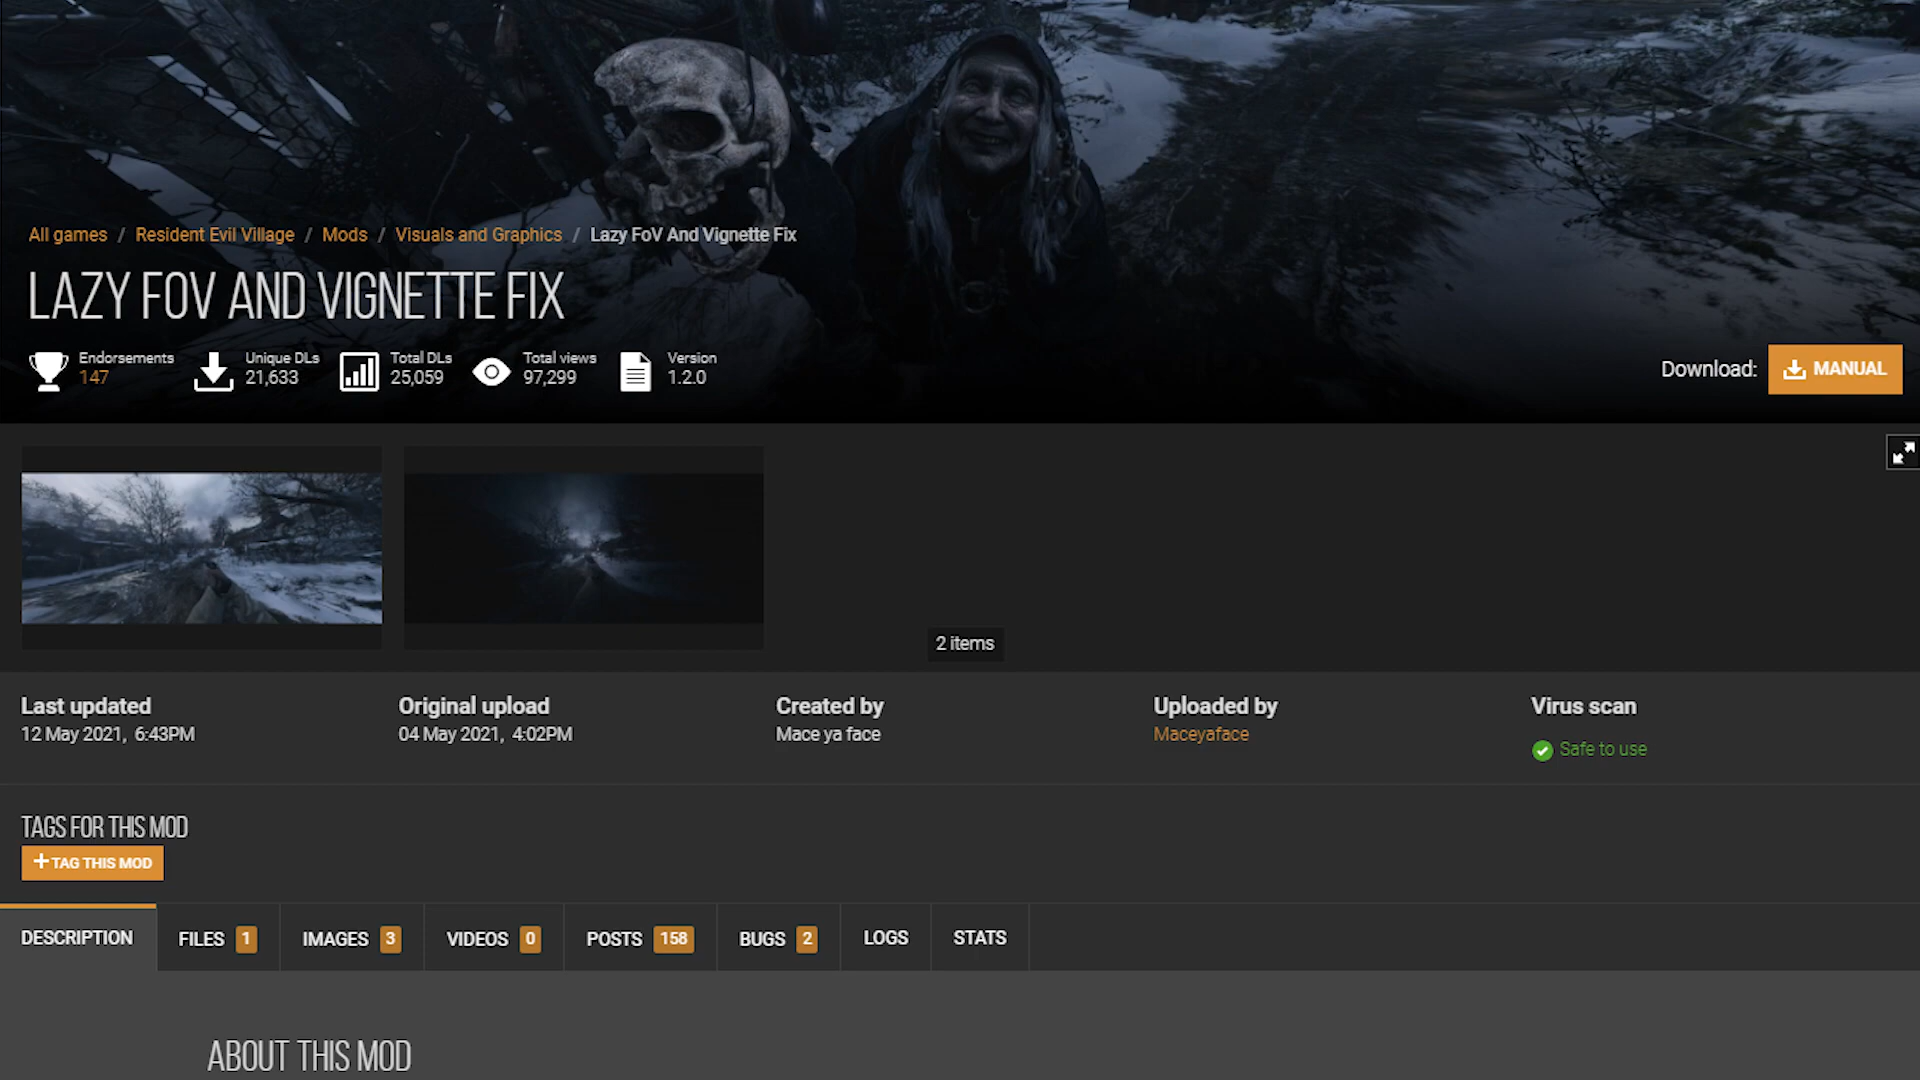 All games / Resident Evil Village / Mods / Visuals and Graphics / Lazy FoV And Vignette Fix
LAZY FOV AND VIGNETTE FIX
Endorsements
147
Unique DLs
21,633
Total DLs
25,059
Total views
97,299
Version
1.2.0
Download:
MANUAL
2 items
Last updated
12 May 2021, 6:43PM
Original upload
04 May 2021, 4:02PM
Created by
Mace ya face
Uploaded by
Maceyaface
Virus scan
Safe to use
TAGS FOR THIS MOD
+TAG THIS MOD
DESCRIPTION
FILES 1
IMAGES 3
VIDEOS 0
POSTS 158
BUGS 2
LOGS
STATS
ABOUT THIS MOD